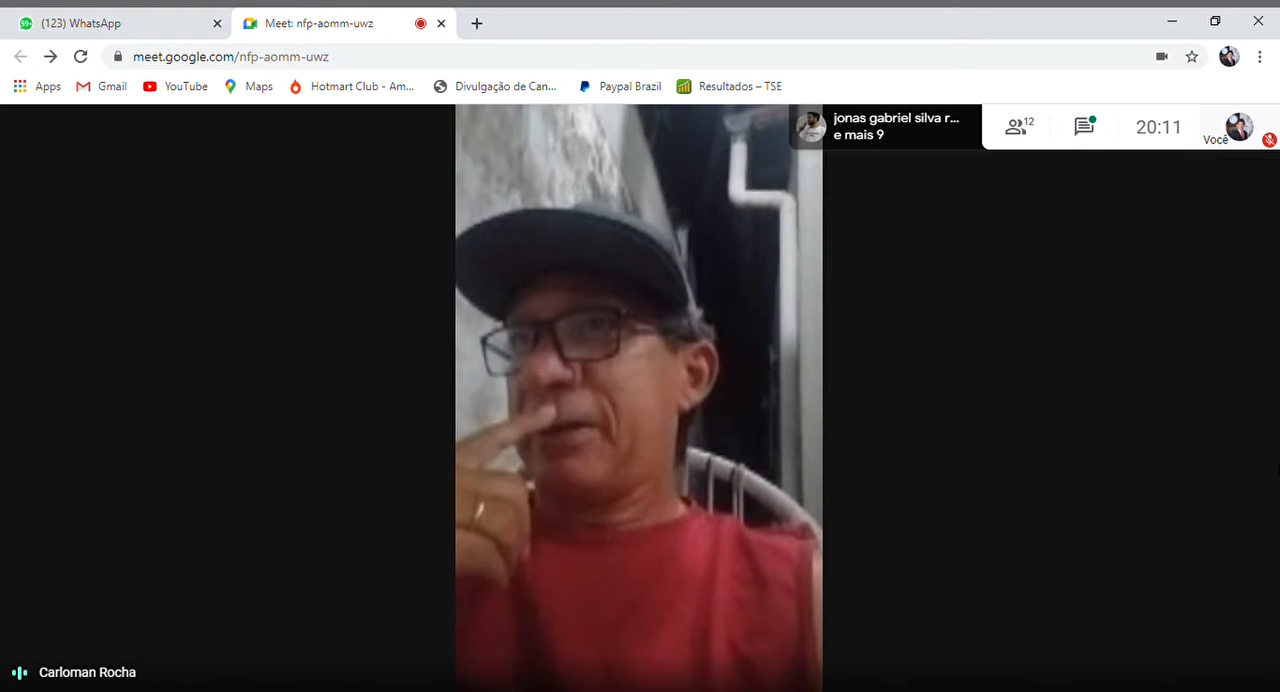 99+
(123) WhatsApp
Meet: nfp-aomm-uwz
meet.google.com/nfp-aomm-uwz
Apps
Gmail
YouTube
Maps
Hotmart Club - Am...
Divulgação de Can...
Paypal Brazil
Resultados – TSE
jonas gabriel silva r...
e mais 9
12
20:11
Você
Carloman Rocha